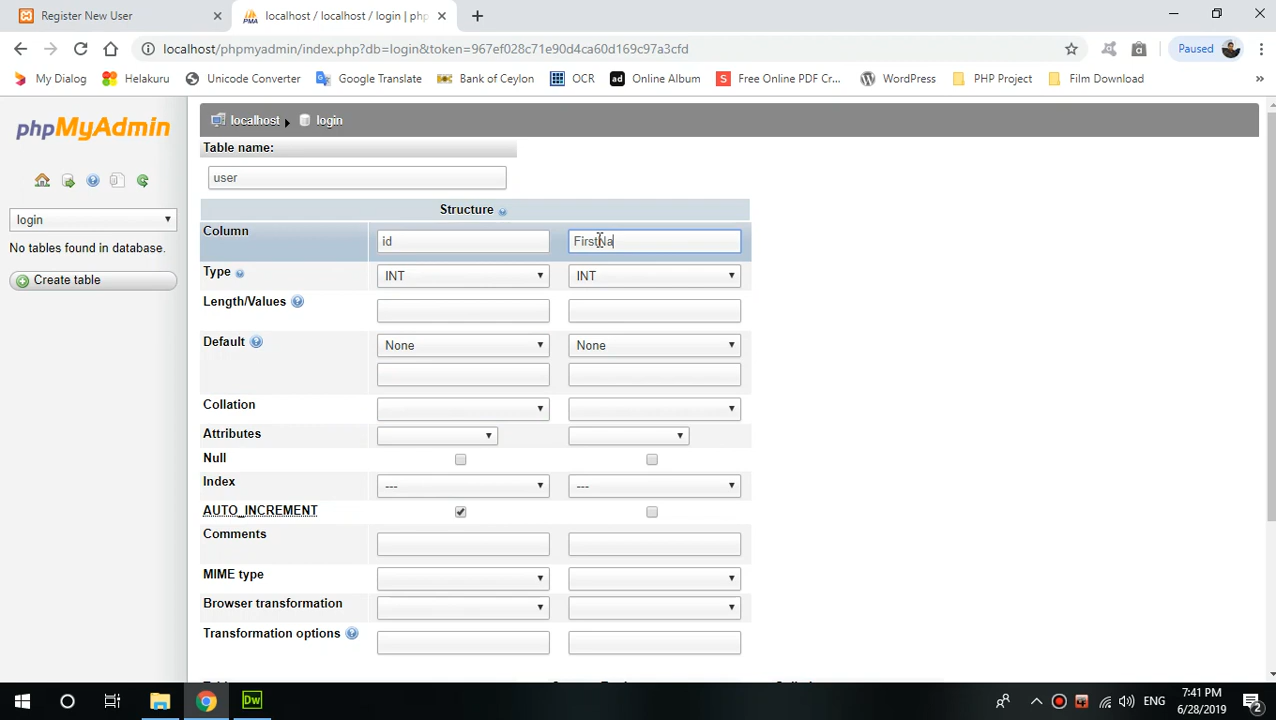 Register New User
localhost / localhost / login | php
localhost/phpmyadmin/index.php?db=login&token=967ef028c71e90d4ca60d169c97a3cfd
Paused
My Dialog
Helakuru
Unicode Converter
Google Translate
Bank of Ceylon
OCR
Online Album
Free Online PDF Cr...
WordPress
PHP Project
Film Download
»
phpMyAdmin
localhost
login
Table name:
user
login
No tables found in database.
Create table
Structure
Column
id
FirstNa
Type
INT
INT
Length/Values
Default
None
None
Collation
Attributes
Null
Index
---
---
AUTO_INCREMENT
Comments
MIME type
Browser transformation
Transformation options
Dw
ENG
7:41 PM
6/28/2019
2